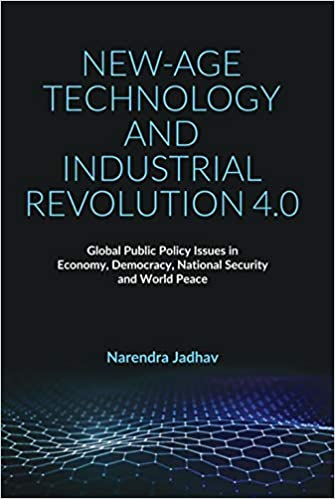 NEW-AGE
TECHNOLOGY
AND
INDUSTRIAL
REVOLUTION 4.0
Global Public Policy Issues in
Economy, Democracy, National Security
and World Peace
Narendra Jadhav